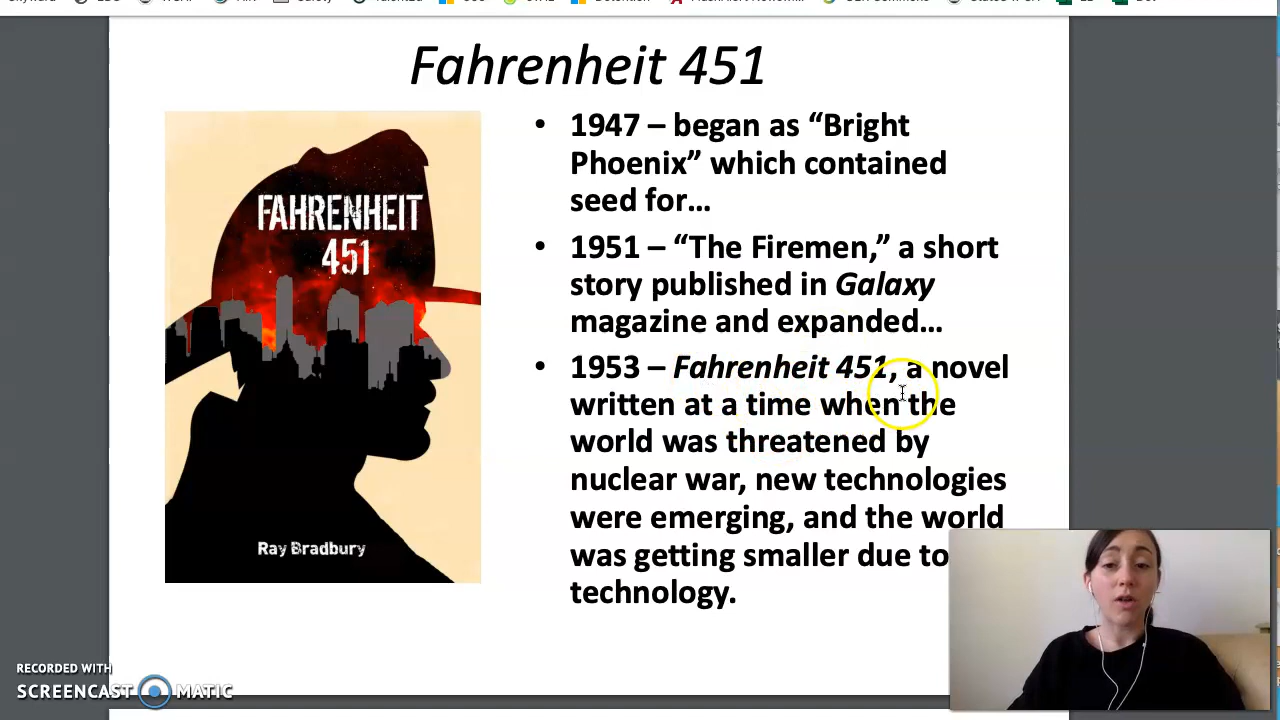 Fahrenheit 451
FAHRENHEIT
451
Ray Bradbury
• 1947 – began as “Bright
Phoenix” which contained
seed for…
• 1951 – “The Firemen,” a short
story published in Galaxy
magazine and expanded…
• 1953 – Fahrenheit 451, a novel
written at a time when the
world was threatened by
nuclear war, new technologies
were emerging, and the world
was getting smaller due to
technology.
RECORDED WITH
SCREENCAST MATIC